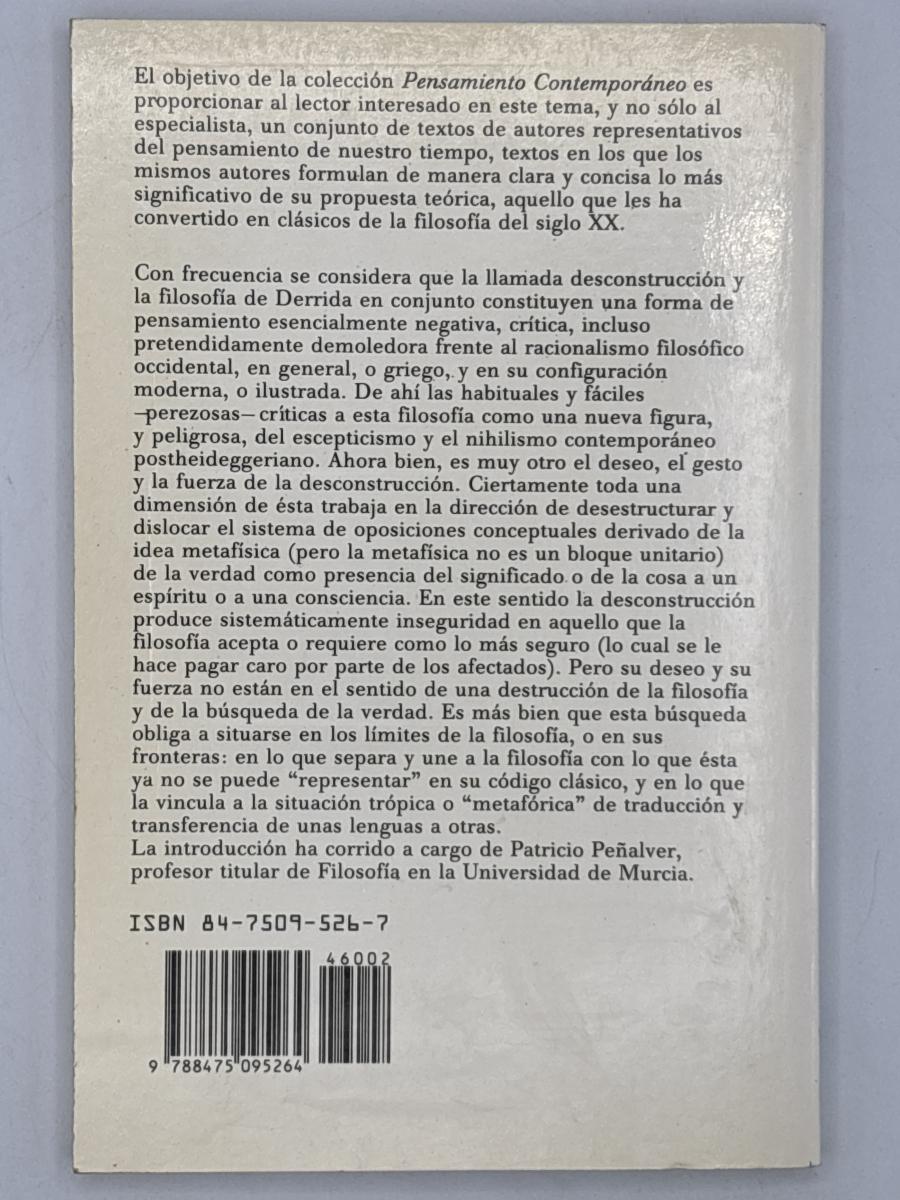 El objetivo de la colección Pensamiento Contemporáneo es
proporcionar al lector interesado en este tema, y no sólo al
especialista, un conjunto de textos de autores representativos
del pensamiento de nuestro tiempo, textos en los que los
mismos autores formulan de manera clara y concisa lo más
significativo de su propuesta teórica, aquello que les ha
convertido en clásicos de la filosofía del siglo XX.
Con frecuencia se considera que la llamada desconstrucción y
la filosofía de Derrida en conjunto constituyen una forma de
pensamiento esencialmente negativa, crítica, incluso
pretendidamente demoledora frente al racionalismo filosófico
occidental, en general, o griego, y en su configuración
moderna, o ilustrada. De ahí las habituales y fáciles
—perezosas— críticas a esta filosofía como una nueva figura,
y peligrosa, del escepticismo y el nihilismo contemporáneo
postheideggeriano. Ahora bien, es muy otro el deseo, el gesto
y la fuerza de la desconstrucción. Ciertamente toda una
dimensión de ésta trabaja en la dirección de desestructurar y
dislocar el sistema de oposiciones conceptuales derivado de la
idea metafísica (pero la metafísica no es un bloque unitario)
de la verdad como presencia del significado o de la cosa a un
espíritu o a una consciencia. En este sentido la desconstrucción
produce sistemáticamente inseguridad en aquello que la
filosofía acepta o requiere como lo más seguro (lo cual se le
hace pagar caro por parte de los afectados). Pero su deseo y su
fuerza no están en el sentido de una destrucción de la filosofía
y de la búsqueda de la verdad. Es más bien que esta búsqueda
obliga a situarse en los límites de la filosofía, o en sus
fronteras: en lo que separa y une a la filosofía con lo que ésta
ya no se puede “representar” en su código clásico, y en lo que
la vincula a la situación trópica o “metafórica” de traducción y
transferencia de unas lenguas a otras.
La introducción ha corrido a cargo de Patricio Peñalver,
profesor titular de Filosofía en la Universidad de Murcia.
ISBN 84-7509-526-7
46002
9 788475 095264